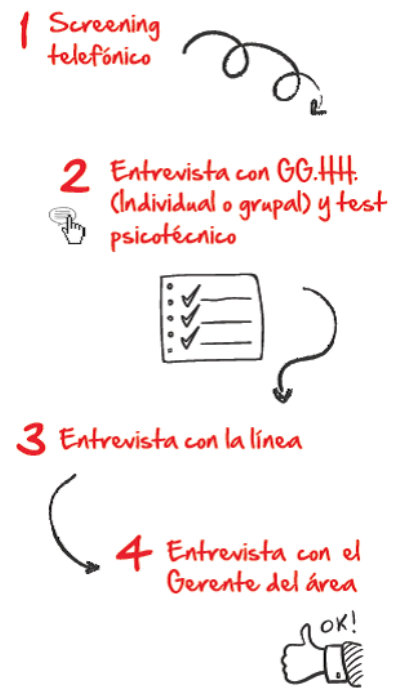 1 Screening
telefónico
2 Entrevista con GG.HH.
(Individual o grupal) y test
psicotécnico
3 Entrevista con la línea
4 Entrevista con el
Gerente del área
OK!